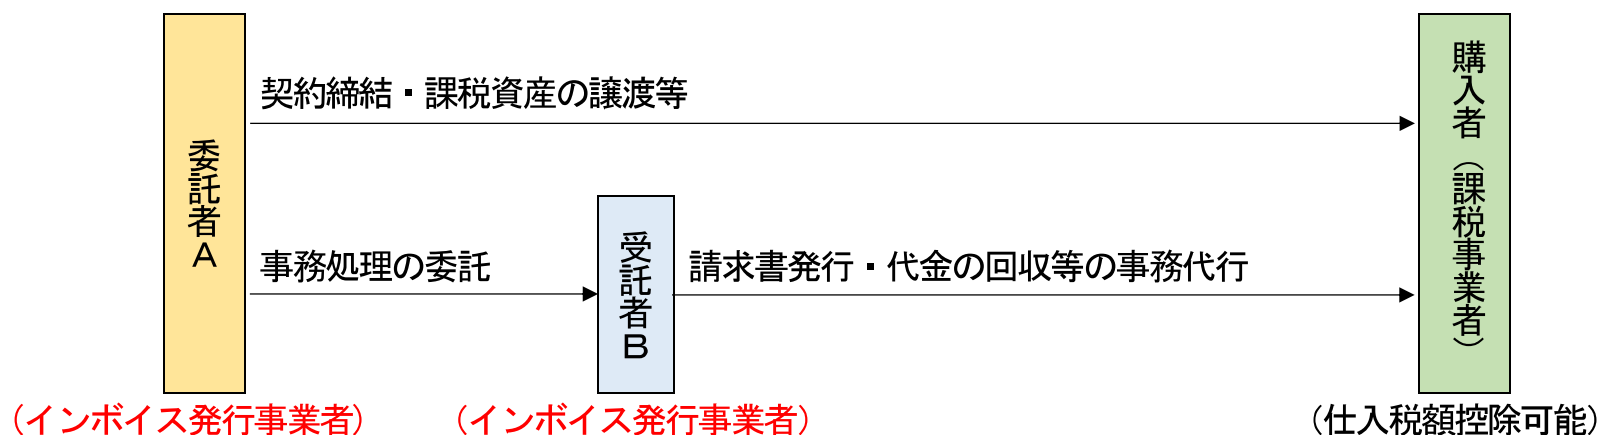 契約締結・課税資産の譲渡等
委託者A
事務処理の委託
受託者B
請求書発行・代金の回収等の事務代行
購入者（課税事業者）
（インボイス発行事業者）
（インボイス発行事業者）
（仕入税額控除可能）